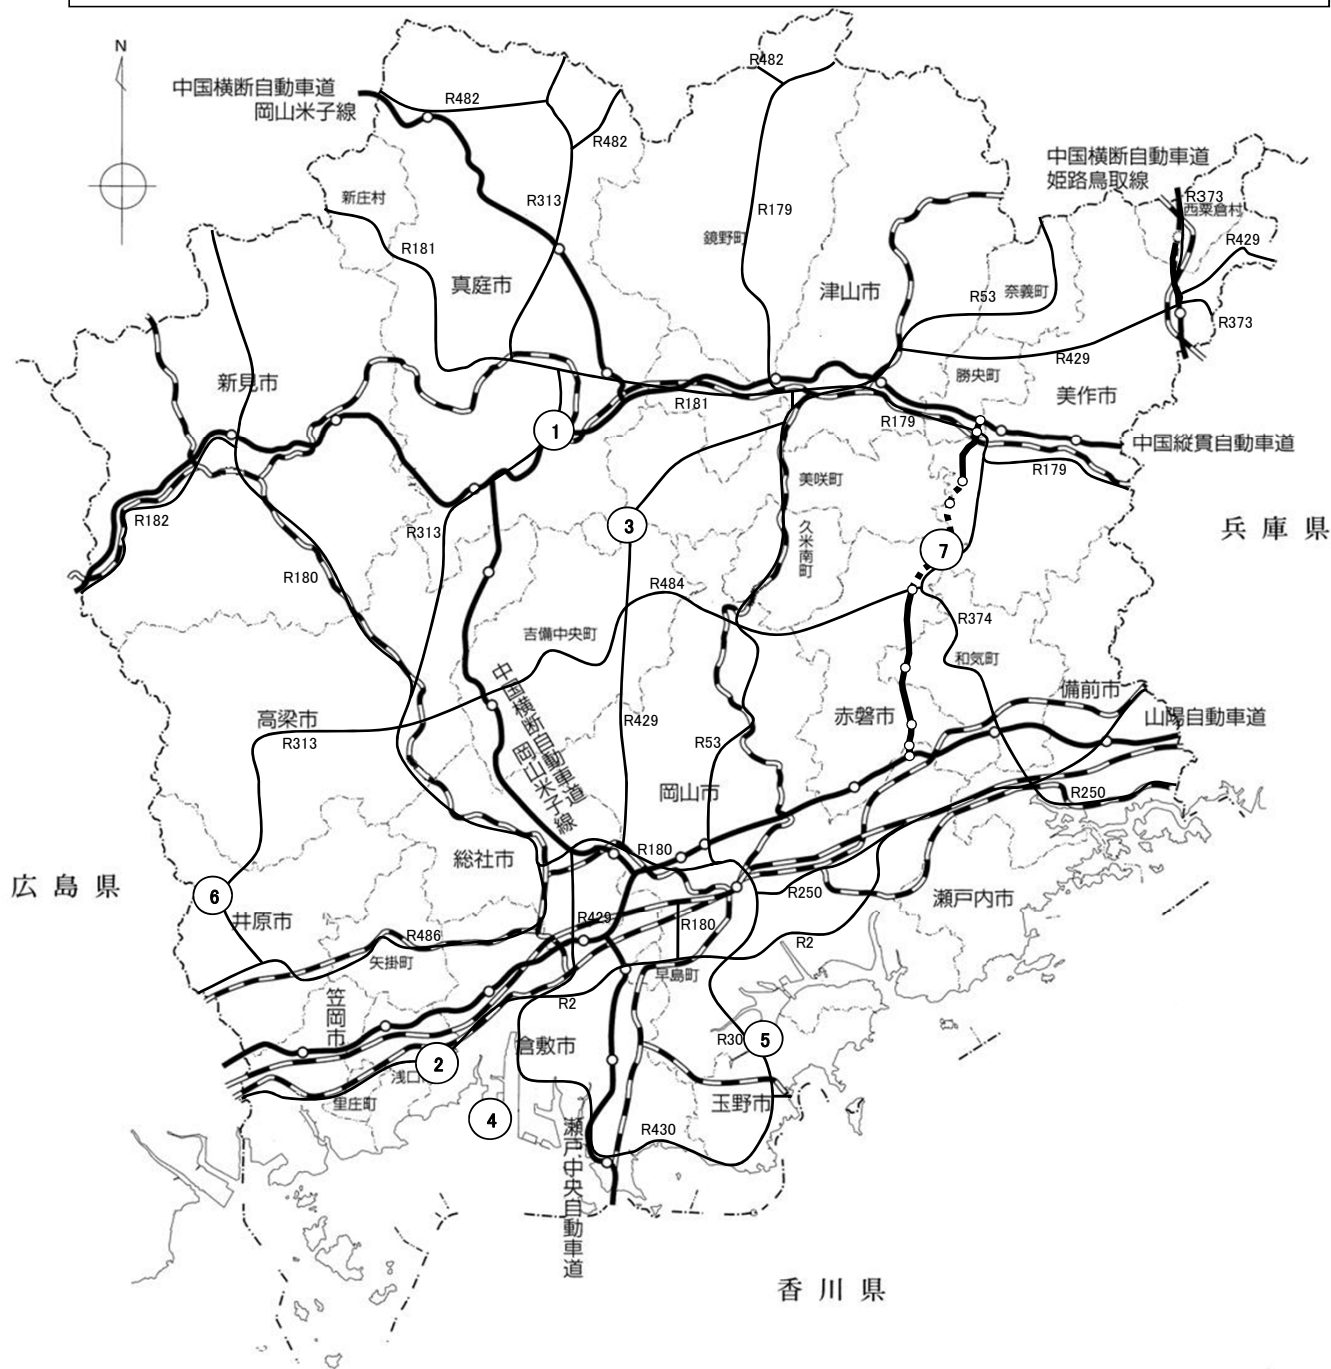 N
R482
中国横断自動車道
岡山米子線
R482
R482
中国横断自動車道
姫路鳥取線
R373
西粟倉村
新庄村
R313
R179
鏡野町
R429
R181
真庭市
津山市
R53
奈義町
R373
R429
新見市
勝央町
美作市
R181
R179
1
中国縦貫自動車道
R179
美咲町
R182
R313
3
久米南町
7
兵庫県
R180
R484
R374
吉備中央町
和気町
中国横断自動車道
岡山米子線
備前市
高梁市
赤磐市
山陽自動車道
R313
R429
R53
岡山市
R250
総社市
R180
広島県
6
R250
瀬戸内市
井原市
R429
R180
R486
R2
矢掛町
早島町
笠岡市
R2
倉敷市
R30
5
2
浅口
里庄町
玉野市
4
瀬戸中央自動車道
R430
香川県